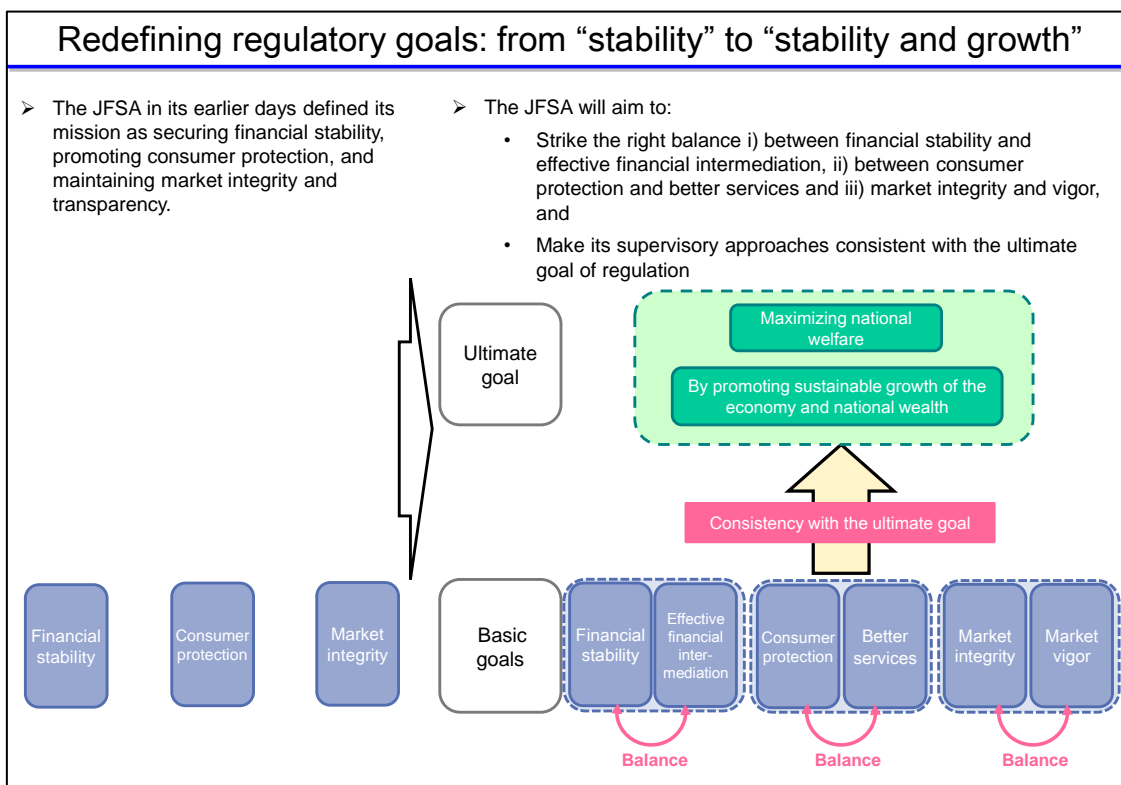 Redefining regulatory goals: from “stability” to “stability and growth”
➢ The JFSA in its earlier days defined its
mission as securing financial stability,
promoting consumer protection, and
maintaining market integrity and
transparency.
➢ The JFSA will aim to:
• Strike the right balance i) between financial stability and
effective financial intermediation, ii) between consumer
protection and better services and iii) market integrity and vigor,
and
• Make its supervisory approaches consistent with the ultimate
goal of regulation
Ultimate
goal
Maximizing national
welfare
By promoting sustainable growth of the
economy and national wealth
Consistency with the ultimate goal
Financial
stability
Consumer
protection
Market
integrity
Basic
goals
Financial
stability
Effective
financial
inter-
mediation
Consumer
protection
Better
services
Market
integrity
Market
vigor
Balance
Balance
Balance